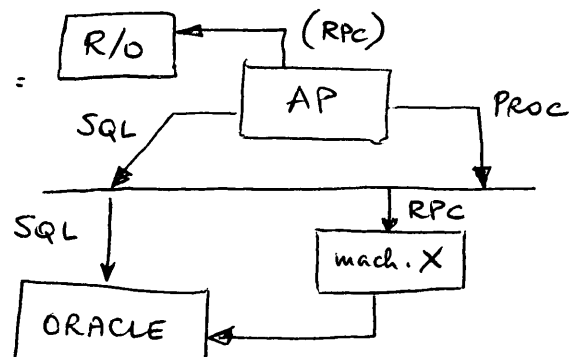 R/O
(RPC)
=
AP
SQL
PROC
SQL
RPC
mach. X
ORACLE